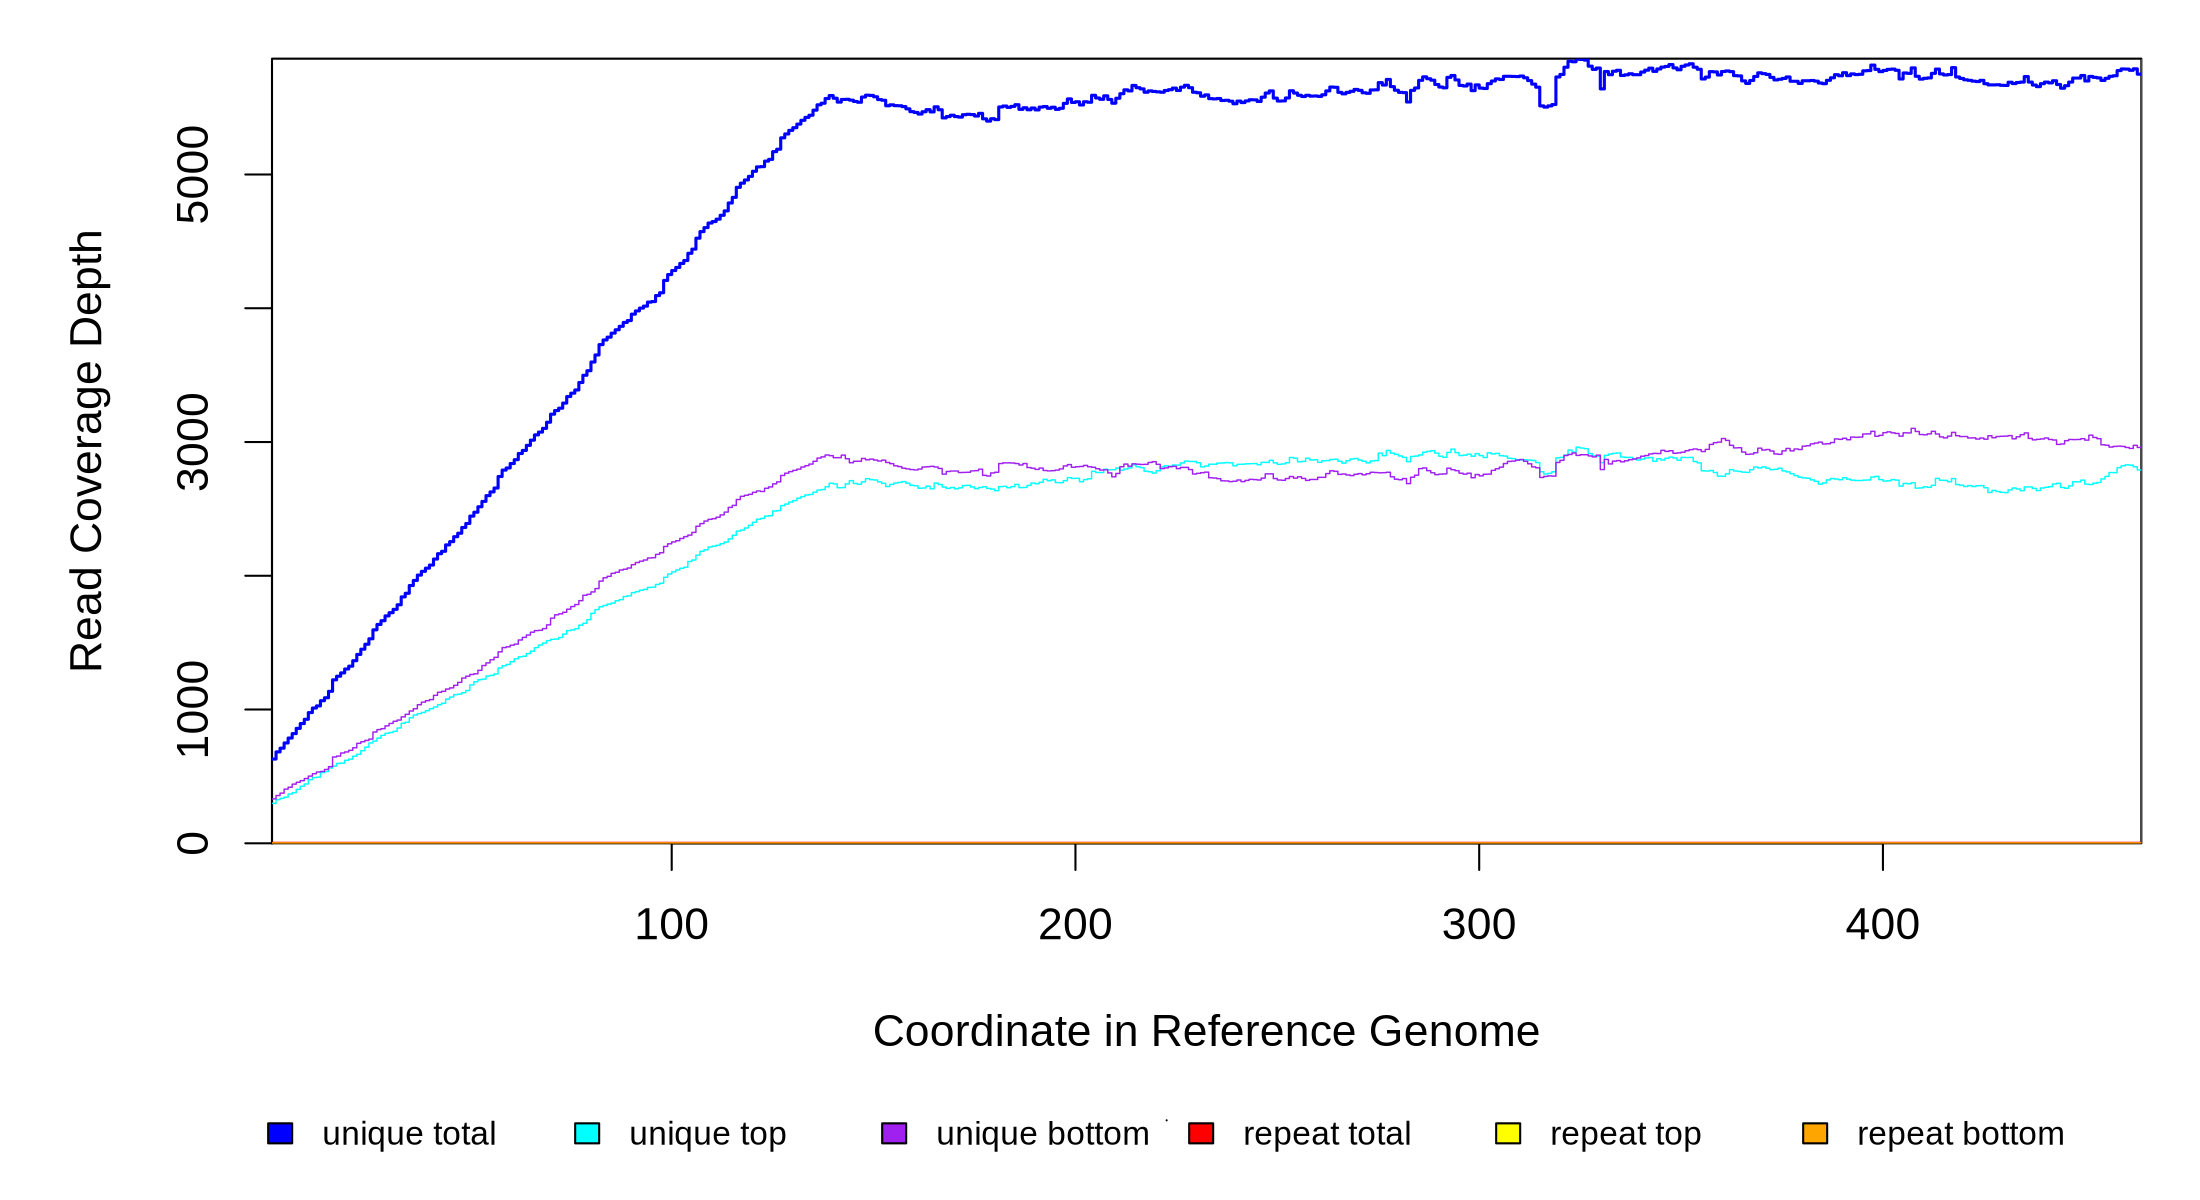 Read Coverage Depth
5000
3000
1000
0
100 200 300 400
Coordinate in Reference Genome
unique total unique top unique bottom repeat total repeat top repeat bottom